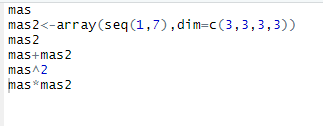 mas
mas2<-array(seq(1,7),dim=c(3,3,3,3))
mas2
mas+mas2
mas^2
mas*mas2